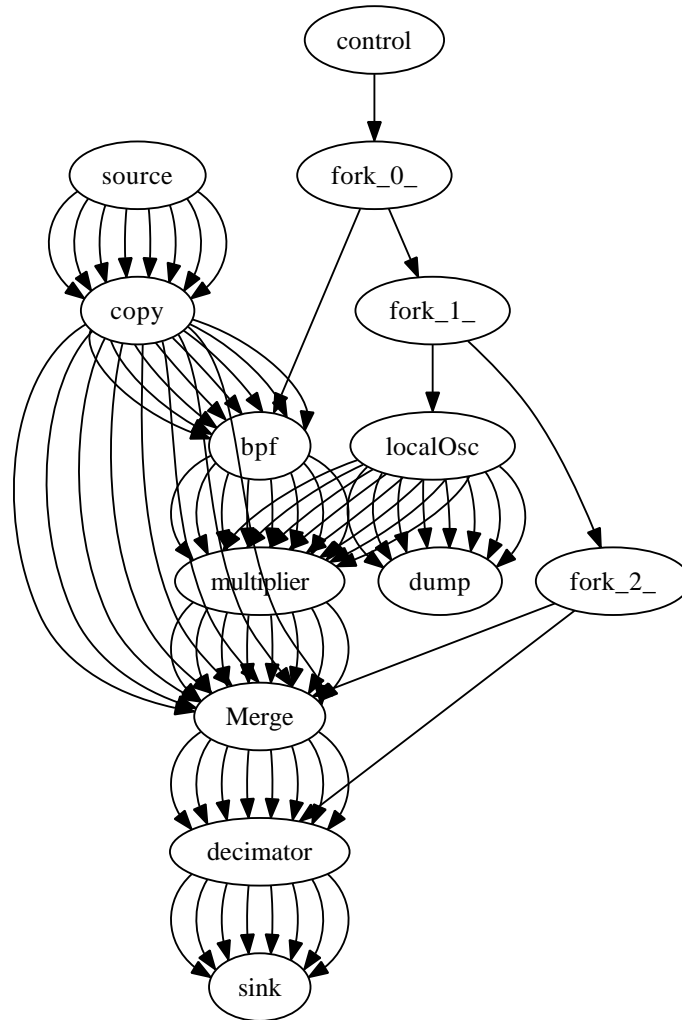 control
source
fork_0_
copy
fork_1_
bpf
localOsc
multiplier
dump
fork_2_
Merge
decimator
sink